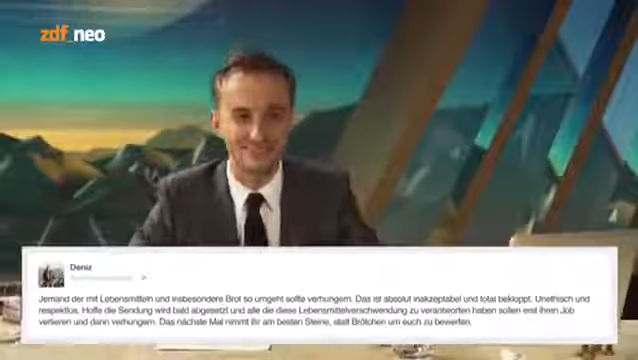 zdf_neo
Deniz
Jemand der mit Lebensmitteln und insbesondere Brot so umgeht sollte verhungern. Das ist absolut inakzeptabel und total bekloppt. Unethisch und
respektlos. Hoffe die Sendung wird bald abgesetzt und alle die diese Lebensmittelverschwendung zu verantworten haben sollen erst ihren Job
verlieren und dann verhungern. Das nächste Mal nimmt ihr am besten Steine, statt Brötchen um euch zu bewerfen.